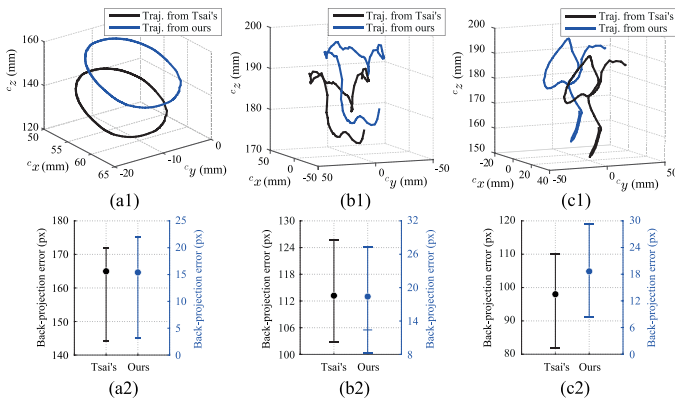 Traj. from Tsai's
Traj. from ours
160
140
120
ᶜz (mm)
50
55
60
65
ᶜx (mm)
-20
-10
0
ᶜy (mm)
(a1)
Traj. from Tsai's
Traj. from ours
200
190
180
170
ᶜz (mm)
50
0
-50
ᶜx (mm)
50
0
-50
ᶜy (mm)
(b1)
Traj. from Tsai's
Traj. from ours
200
190
180
170
160
150
ᶜz (mm)
-20
0
20
40
ᶜx (mm)
50
0
-50
ᶜy (mm)
(c1)
Back-projection error (px)
180
170
160
150
140
25
20
15
10
5
0
Back-projection error (px)
Tsai's Ours
(a2)
Back-projection error (px)
130
124
118
112
106
100
32
28
24
20
16
12
8
Back-projection error (px)
Tsai's Ours
(b2)
Back-projection error (px)
120
110
100
90
80
30
24
18
12
6
0
Back-projection error (px)
Tsai's Ours
(c2)